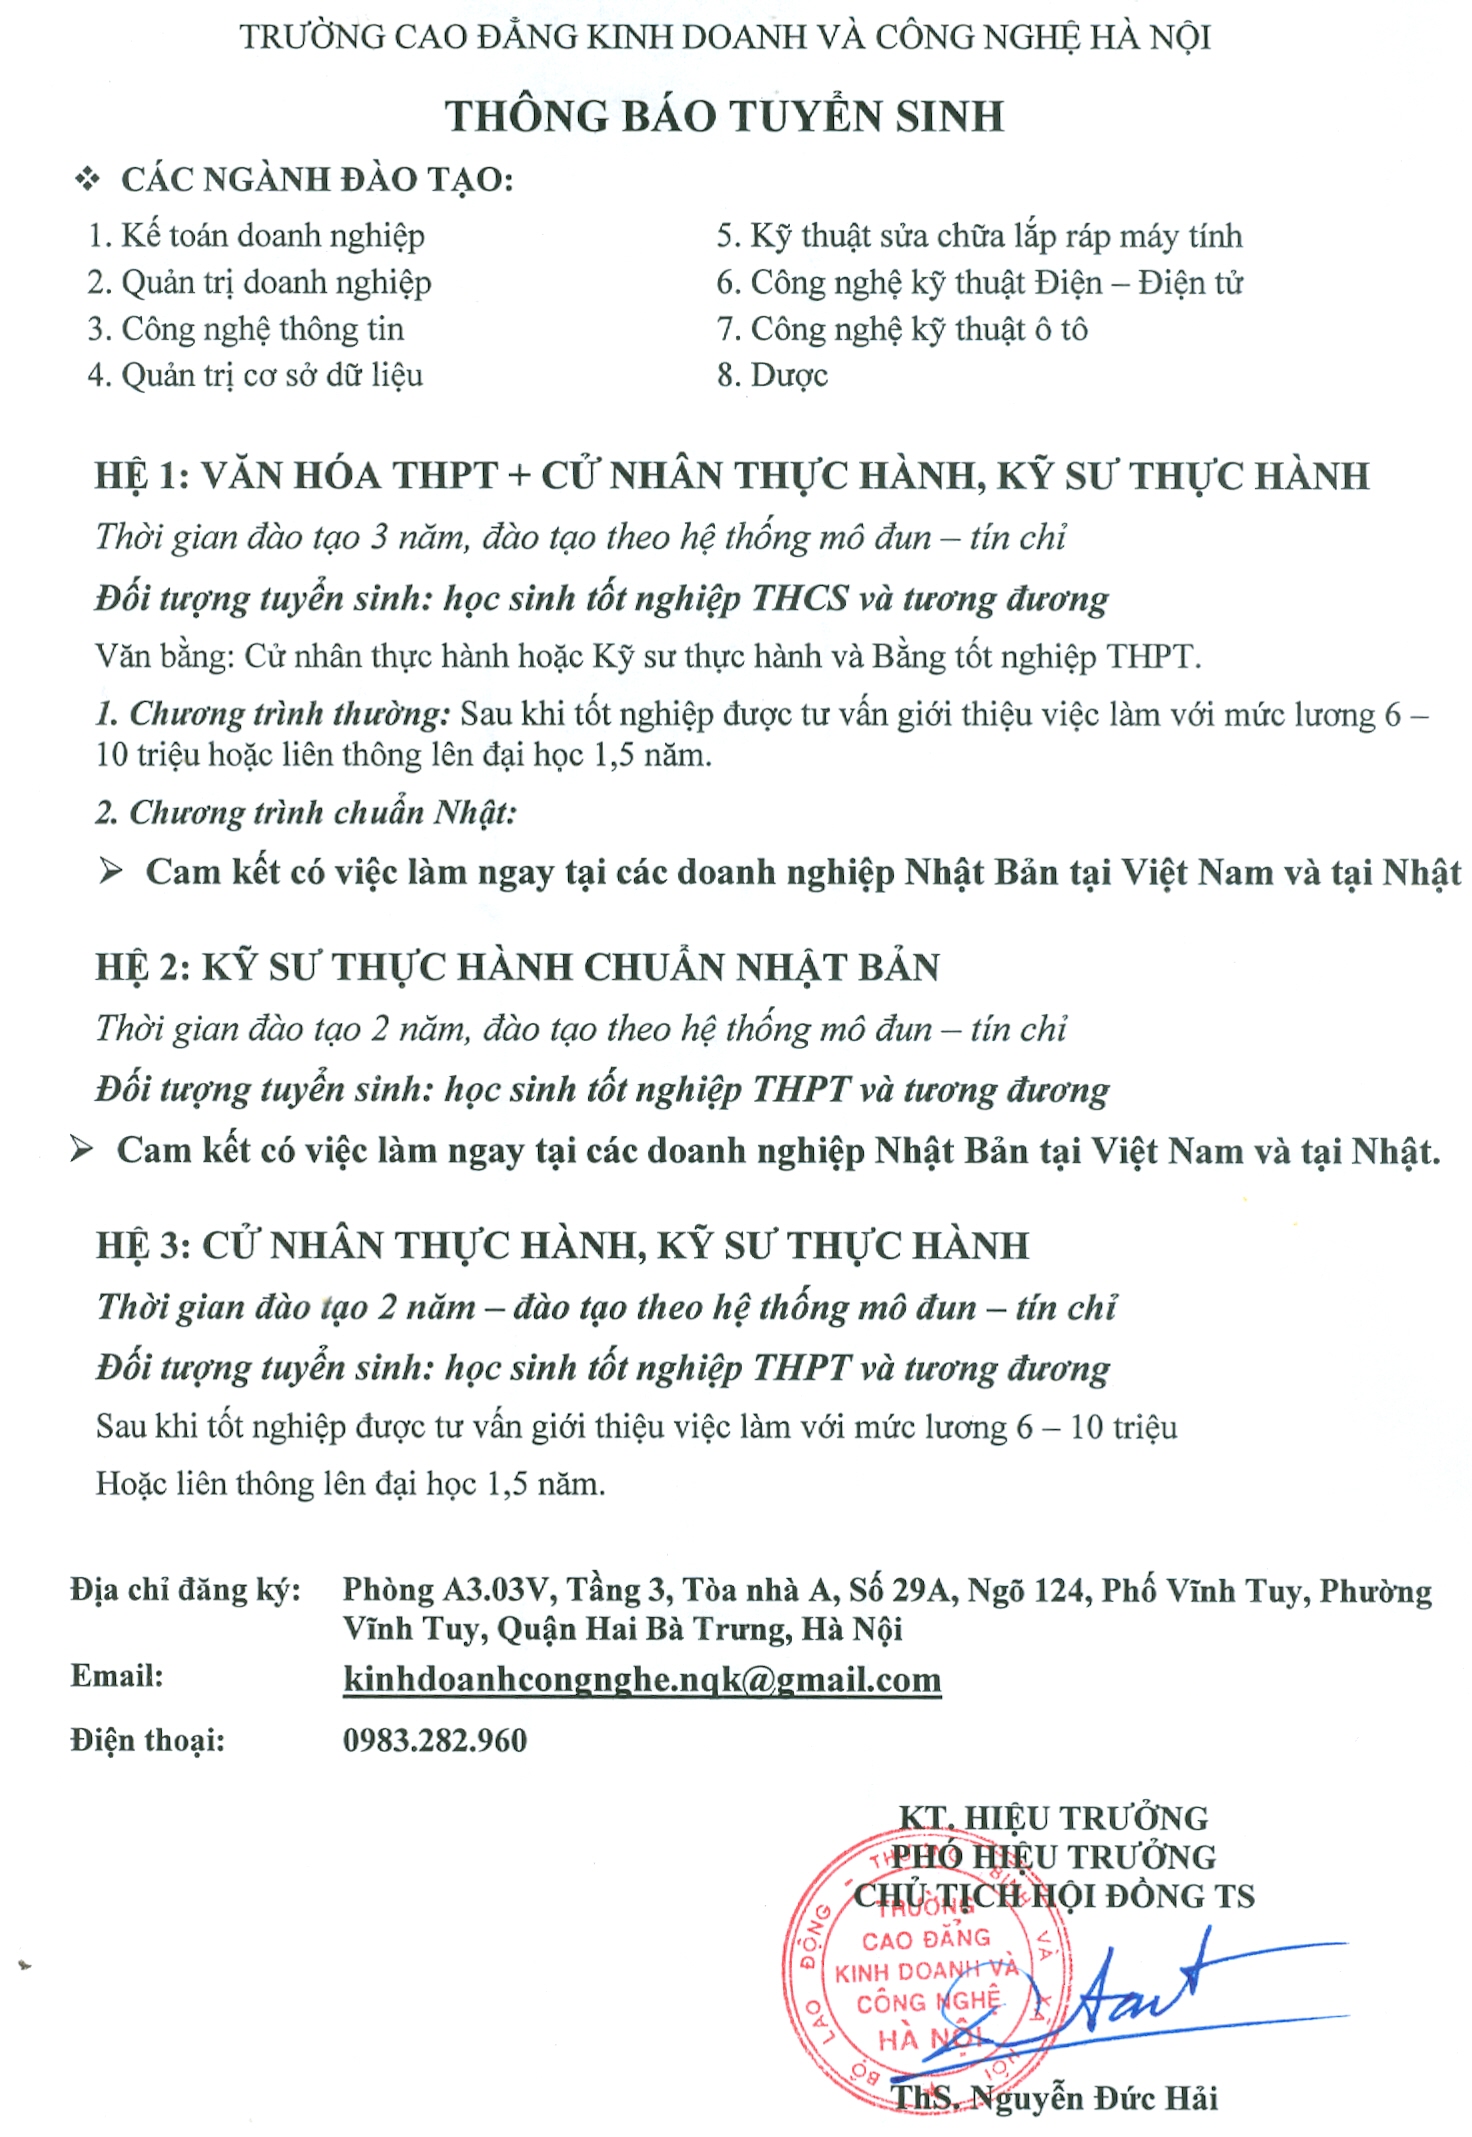 TRƯỜNG CAO ĐẲNG KINH DOANH VÀ CÔNG NGHỆ HÀ NỘI
THÔNG BÁO TUYỂN SINH
❖ CÁC NGÀNH ĐÀO TẠO:
1. Kế toán doanh nghiệp
2. Quản trị doanh nghiệp
3. Công nghệ thông tin
4. Quản trị cơ sở dữ liệu
5. Kỹ thuật sửa chữa lắp ráp máy tính
6. Công nghệ kỹ thuật Điện – Điện tử
7. Công nghệ kỹ thuật ô tô
8. Dược
HỆ 1: VĂN HÓA THPT + CỬ NHÂN THỰC HÀNH, KỸ SƯ THỰC HÀNH
Thời gian đào tạo 3 năm, đào tạo theo hệ thống mô đun – tín chỉ
Đối tượng tuyển sinh: học sinh tốt nghiệp THCS và tương đương
Văn bằng: Cử nhân thực hành hoặc Kỹ sư thực hành và Bằng tốt nghiệp THPT.
1. Chương trình thường: Sau khi tốt nghiệp được tư vấn giới thiệu việc làm với mức lương 6 –
10 triệu hoặc liên thông lên đại học 1,5 năm.
2. Chương trình chuẩn Nhật:
➢ Cam kết có việc làm ngay tại các doanh nghiệp Nhật Bản tại Việt Nam và tại Nhật
HỆ 2: KỸ SƯ THỰC HÀNH CHUẨN NHẬT BẢN
Thời gian đào tạo 2 năm, đào tạo theo hệ thống mô đun – tín chỉ
Đối tượng tuyển sinh: học sinh tốt nghiệp THPT và tương đương
➢ Cam kết có việc làm ngay tại các doanh nghiệp Nhật Bản tại Việt Nam và tại Nhật.
HỆ 3: CỬ NHÂN THỰC HÀNH, KỸ SƯ THỰC HÀNH
Thời gian đào tạo 2 năm – đào tạo theo hệ thống mô đun – tín chỉ
Đối tượng tuyển sinh: học sinh tốt nghiệp THPT và tương đương
Sau khi tốt nghiệp được tư vấn giới thiệu việc làm với mức lương 6 – 10 triệu
Hoặc liên thông lên đại học 1,5 năm.
Địa chỉ đăng ký: Phòng A3.03V, Tầng 3, Tòa nhà A, Số 29A, Ngõ 124, Phố Vĩnh Tuy, Phường
Vĩnh Tuy, Quận Hai Bà Trưng, Hà Nội
Email: kinhdoanhcongnghe.nqk@gmail.com
Điện thoại: 0983.282.960
KT. HIỆU TRƯỞNG
PHÓ HIỆU TRƯỞNG
CHỦ TỊCH HỘI ĐỒNG TS
BỘ LAO ĐỘNG - THƯƠNG BINH VÀ XÃ HỘI
TRƯỜNG
CAO ĐẲNG
KINH DOANH VÀ
CÔNG NGHỆ
HÀ NỘI
ThS. Nguyễn Đức Hải